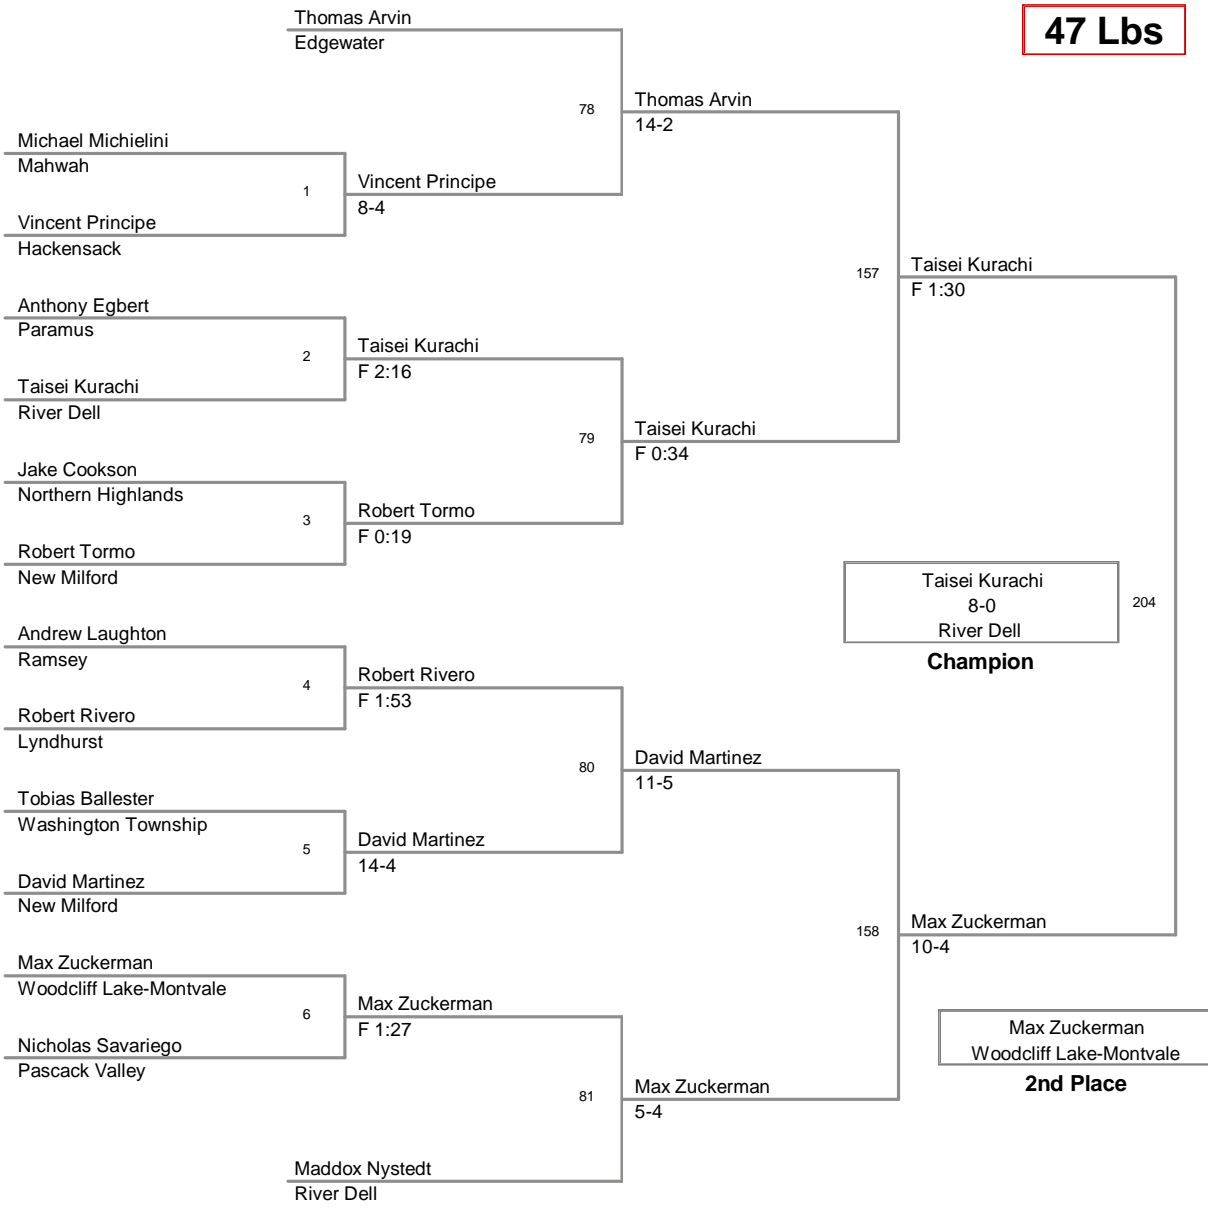 Thomas Arvin
Edgewater
47 Lbs
78
Thomas Arvin
14-2
Michael Michielini
Mahwah
1
Vincent Principe
8-4
Vincent Principe
Hackensack
157
Taisei Kurachi
F 1:30
Anthony Egbert
Paramus
2
Taisei Kurachi
F 2:16
Taisei Kurachi
River Dell
79
Taisei Kurachi
F 0:34
Jake Cookson
Northern Highlands
3
Robert Tormo
F 0:19
Robert Tormo
New Milford
Taisei Kurachi
8-0
River Dell
Champion
204
Andrew Laughton
Ramsey
4
Robert Rivero
F 1:53
Robert Rivero
Lyndhurst
80
David Martinez
11-5
Tobias Ballester
Washington Township
5
David Martinez
14-4
David Martinez
New Milford
158
Max Zuckerman
10-4
Max Zuckerman
Woodcliff Lake-Montvale
6
Max Zuckerman
F 1:27
Nicholas Savariego
Pascack Valley
Max Zuckerman
Woodcliff Lake-Montvale
2nd Place
81
Max Zuckerman
5-4
Maddox Nystedt
River Dell